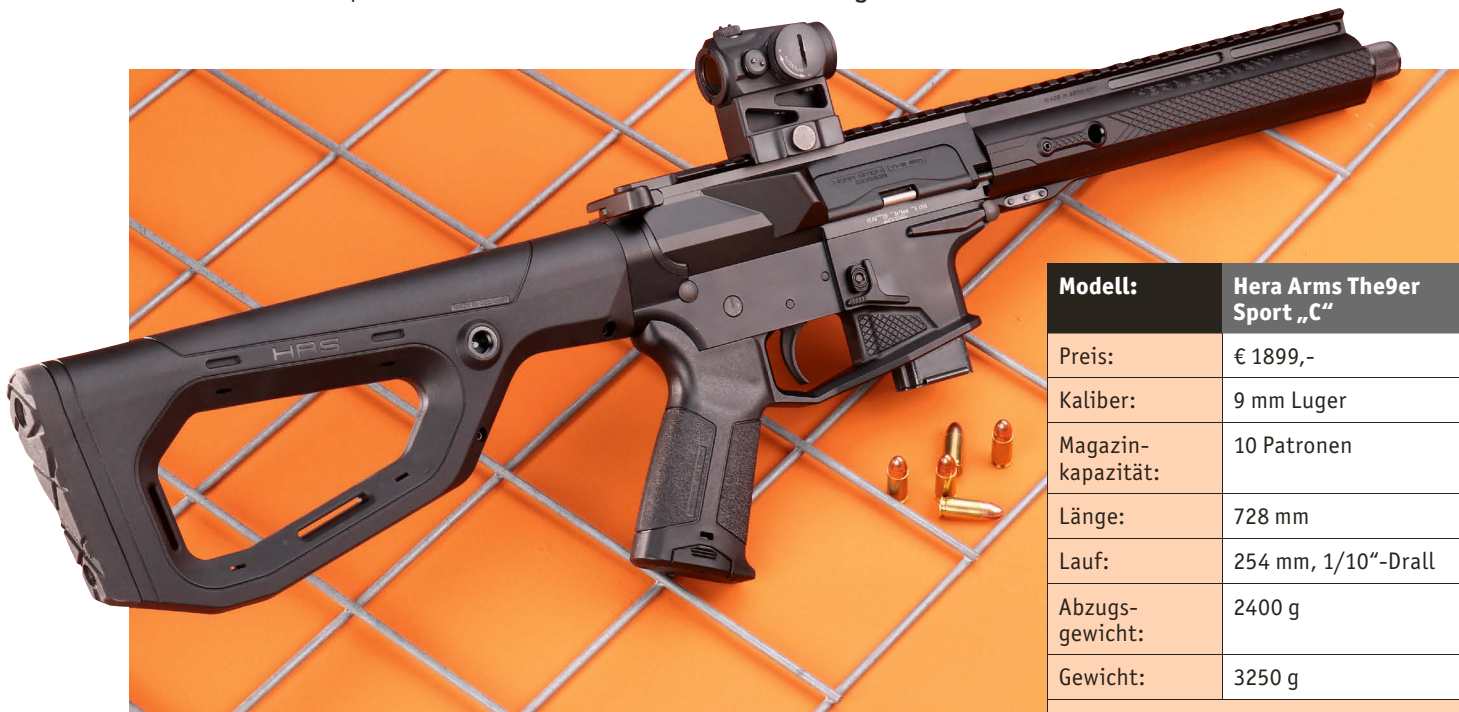 HRS
Modell:
Hera Arms The9er
Sport „C“
Preis:
€ 1899,-
Kaliber:
9 mm Luger
Magazin-
kapazität:
10 Patronen
Länge:
728 mm
Lauf:
254 mm, 1/10“-Drall
Abzugs-
gewicht:
2400 g
Gewicht:
3250 g